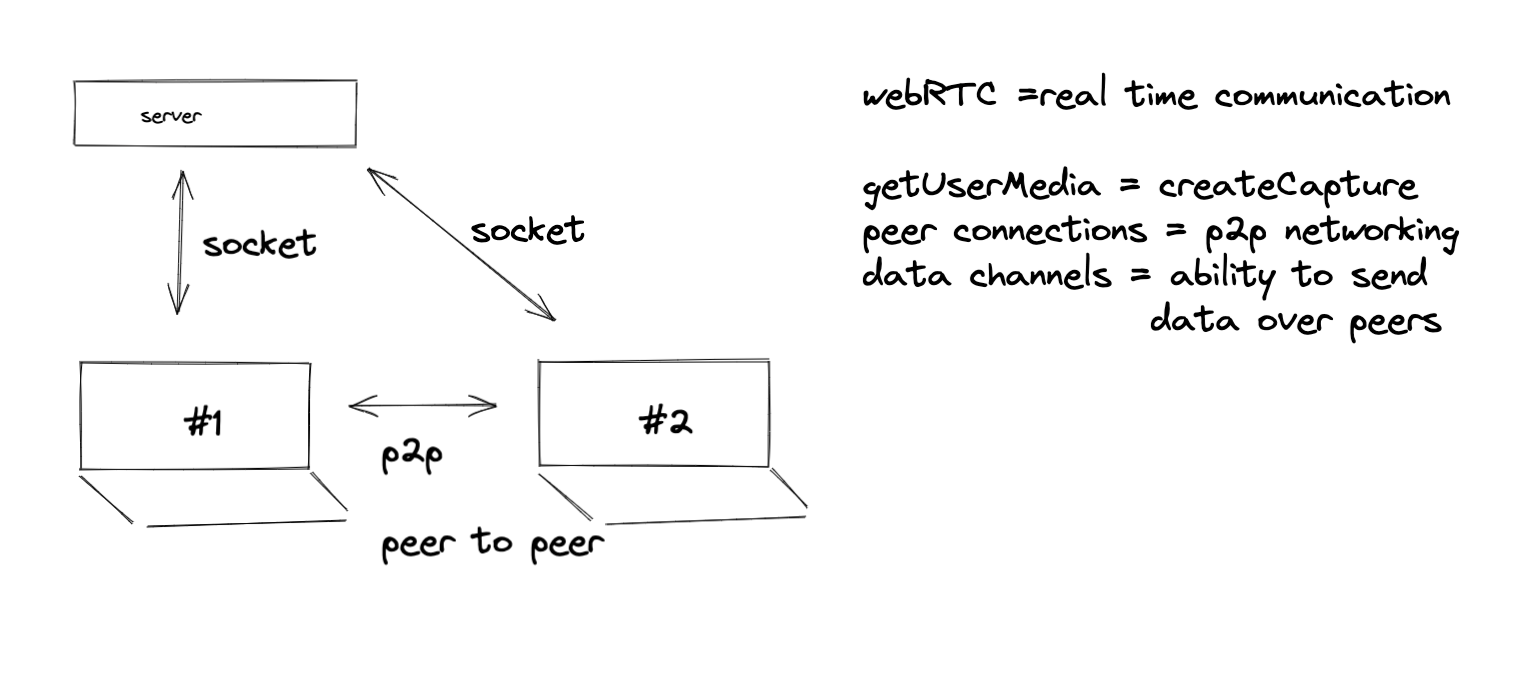 server
socket
socket
#1
#2
p2p
peer to peer
webRTC =real time communication
getUserMedia = createCapture
peer connections = p2p networking
data channels = ability to send
data over peers